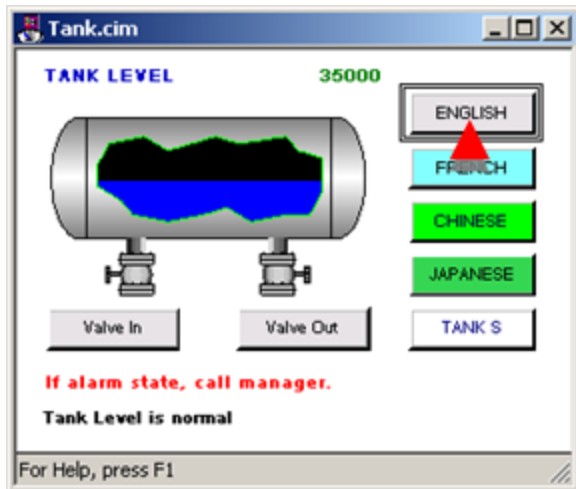 Tank.cim
TANK LEVEL 35000
ENGLISH
FRENCH
CHINESE
JAPANESE
Valve In Valve Out TANK S
If alarm state, call manager.
Tank Level is normal
For Help, press F1